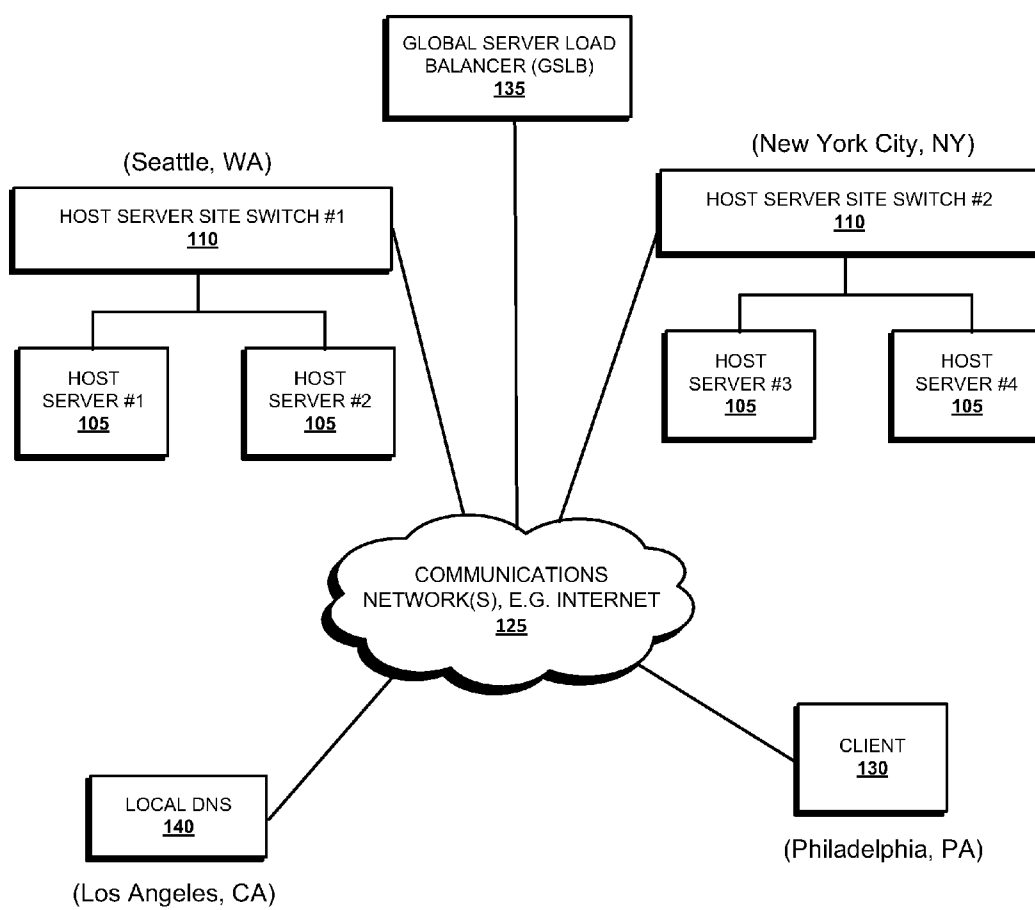 GLOBAL SERVER LOAD
BALANCER (GSLB)
135
(Seattle, WA)
HOST SERVER SITE SWITCH #1
110
(New York City, NY)
HOST SERVER SITE SWITCH #2
110
HOST
SERVER #1
105
HOST
SERVER #2
105
HOST
SERVER #3
105
HOST
SERVER #4
105
COMMUNICATIONS
NETWORK(S), E.G. INTERNET
125
LOCAL DNS
140
(Los Angeles, CA)
CLIENT
130
(Philadelphia, PA)